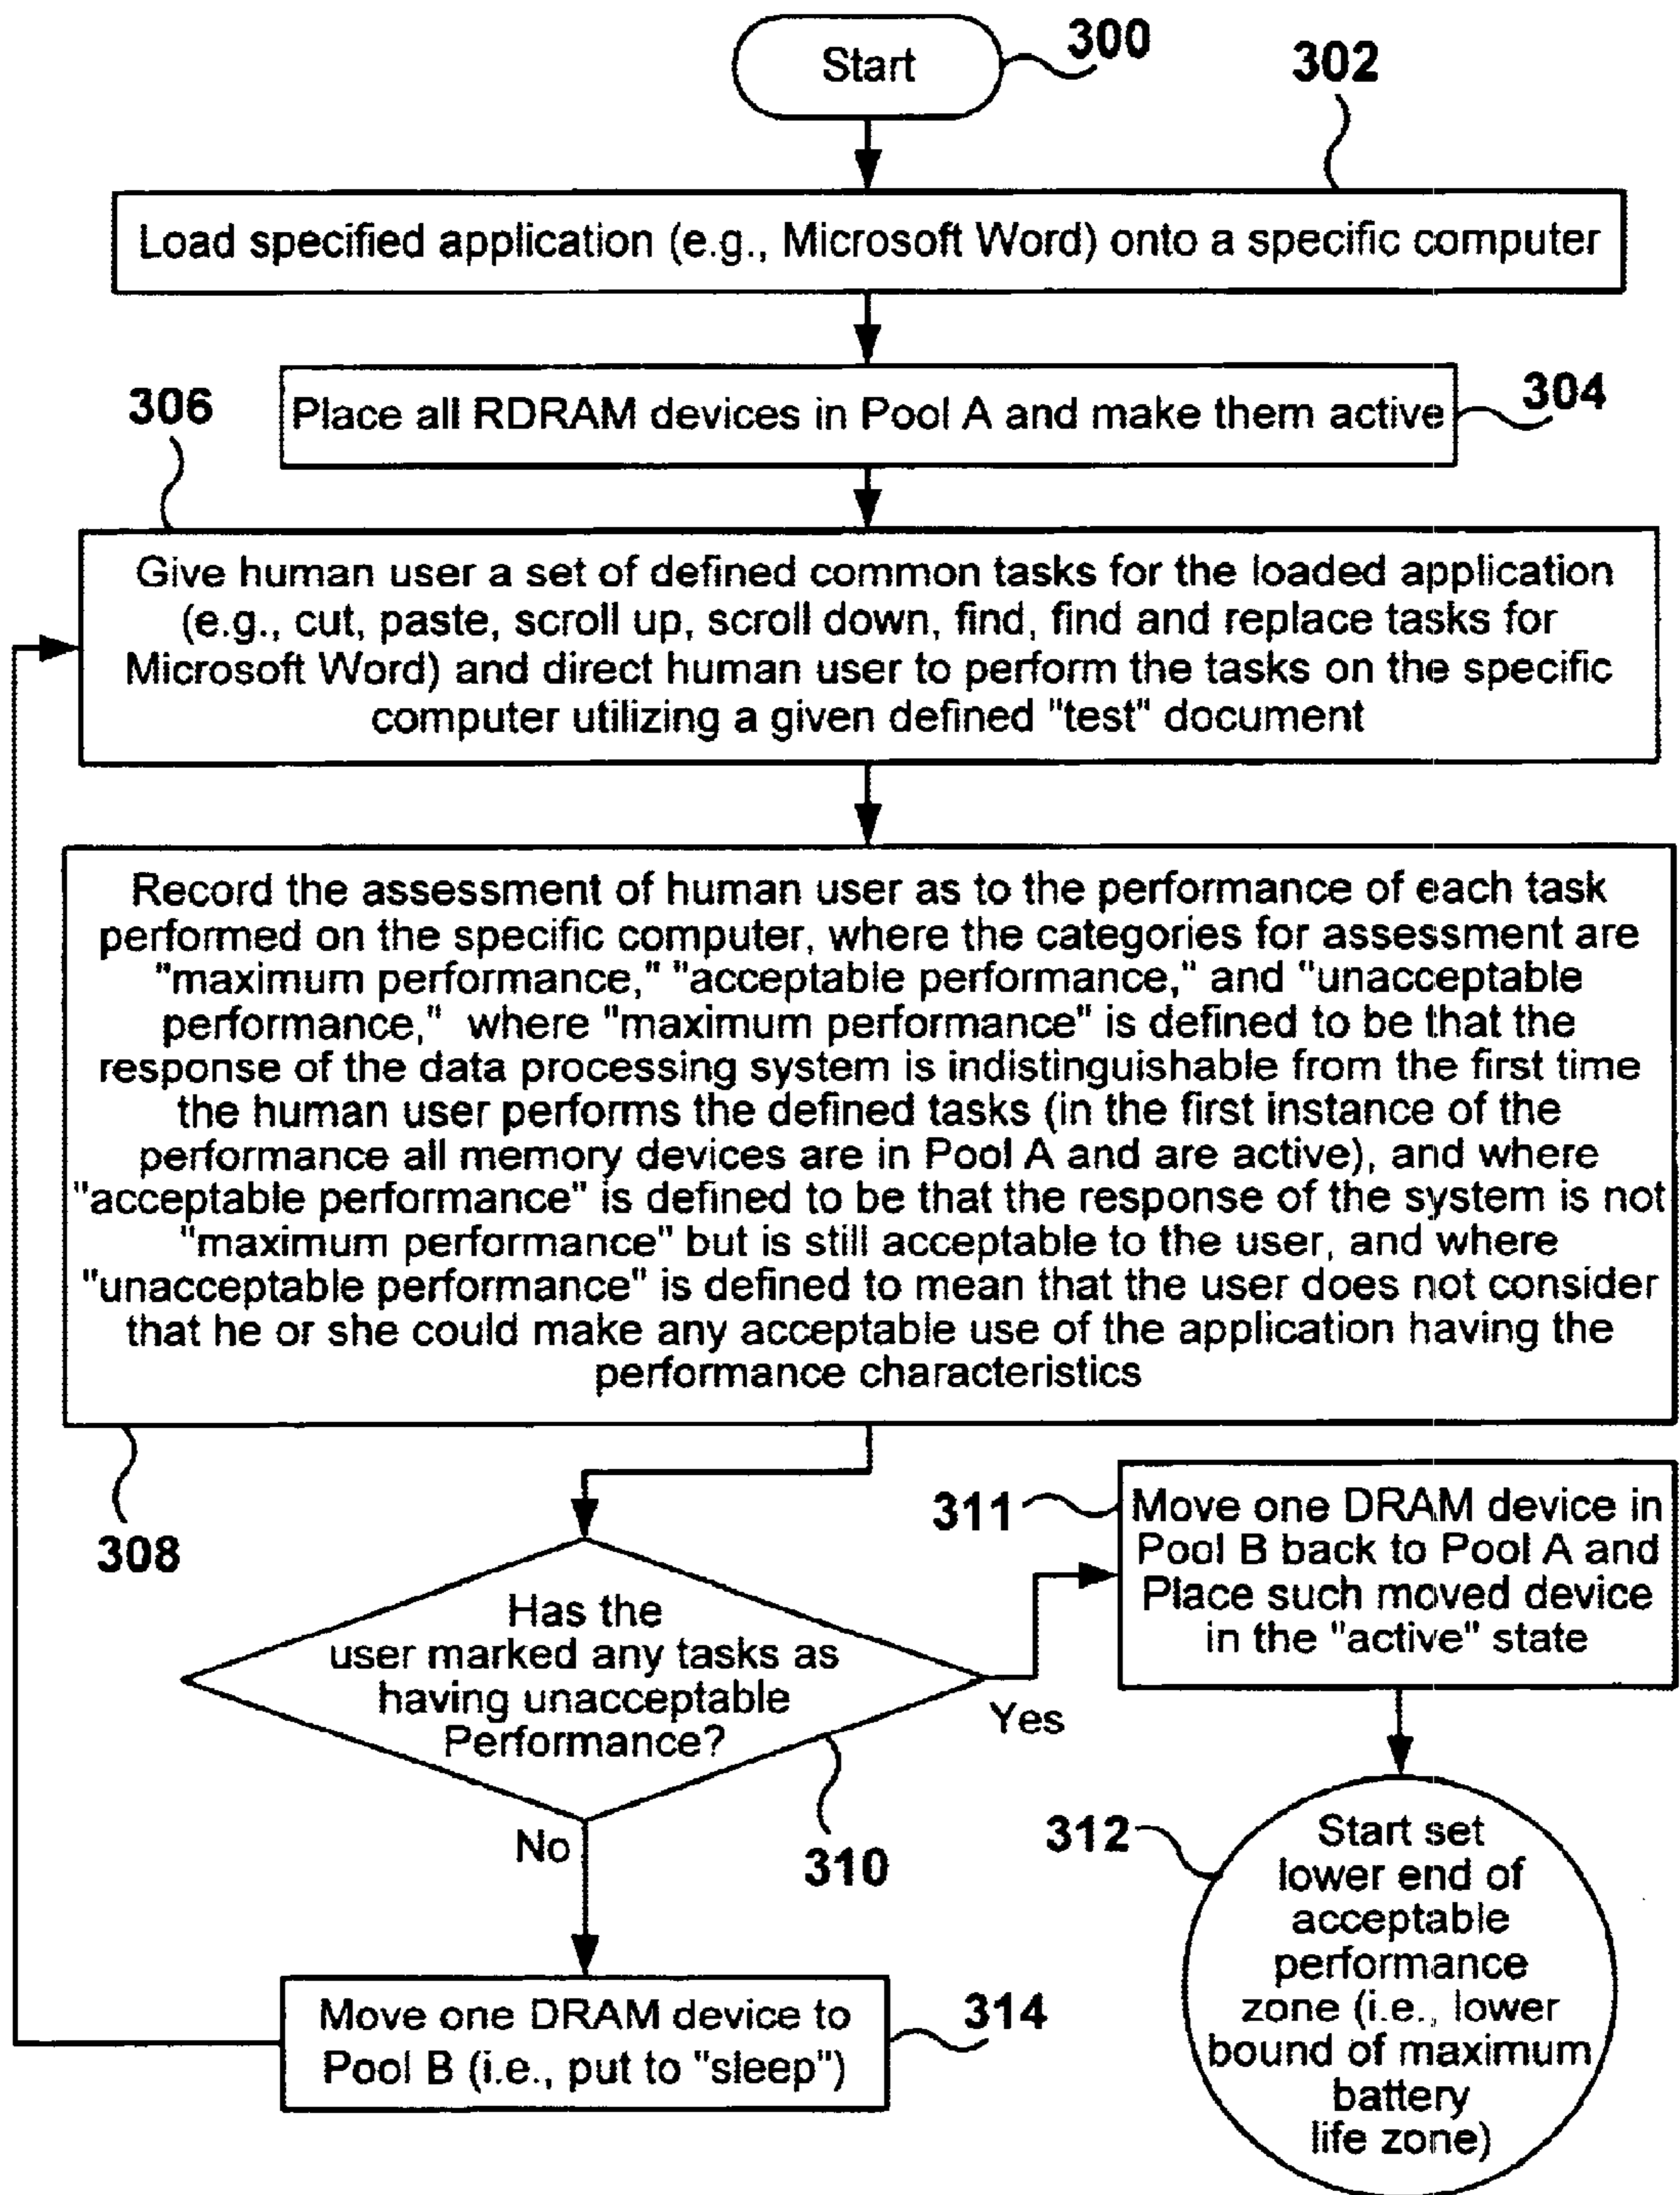 Start
300
302
Load specified application (e.g., Microsoft Word) onto a specific computer
Place all RDRAM devices in Pool A and make them active
304
306
Give human user a set of defined common tasks for the loaded application
(e.g., cut, paste, scroll up, scroll down, find, find and replace tasks for
Microsoft Word) and direct human user to perform the tasks on the specific
computer utilizing a given defined "test" document
Record the assessment of human user as to the performance of each task
performed on the specific computer, where the categories for assessment are
"maximum performance," "acceptable performance," and "unacceptable
performance," where "maximum performance" is defined to be that the
response of the data processing system is indistinguishable from the first time
the human user performs the defined tasks (in the first instance of the
performance all memory devices are in Pool A and are active), and where
"acceptable performance" is defined to be that the response of the system is not
"maximum performance" but is still acceptable to the user, and where
"unacceptable performance" is defined to mean that the user does not consider
that he or she could make any acceptable use of the application having the
performance characteristics
308
Has the
user marked any tasks as
having unacceptable
Performance?
310
Yes
No
311
Move one DRAM device in
Pool B back to Pool A and
Place such moved device
in the "active" state
312
Start set
lower end of
acceptable
performance
zone (i.e., lower
bound of maximum
battery
life zone)
Move one DRAM device to
Pool B (i.e., put to "sleep")
314